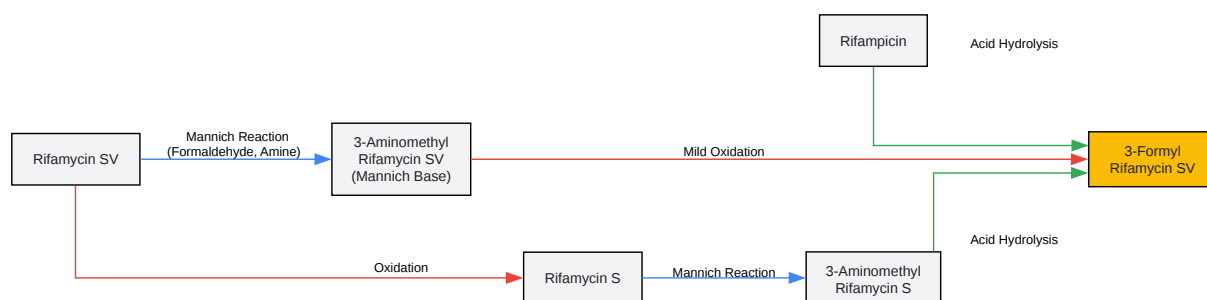 Rifampicin
Acid Hydrolysis
Rifamycin SV
Mannich Reaction
(Formaldehyde, Amine)
3-Aminomethyl
Rifamycin SV
(Mannich Base)
Mild Oxidation
3-Formyl
Rifamycin SV
Acid Hydrolysis
Oxidation
Rifamycin S
Mannich Reaction
3-Aminomethyl
Rifamycin S